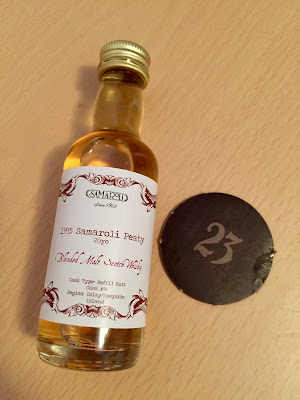 SAMAROLI
since 1968
1995 Samaroli Peaty
20yo
Blended Malt Scotch Whisky
Cask Type: Refill Butt
Region: Islay/Speyside
Island
23